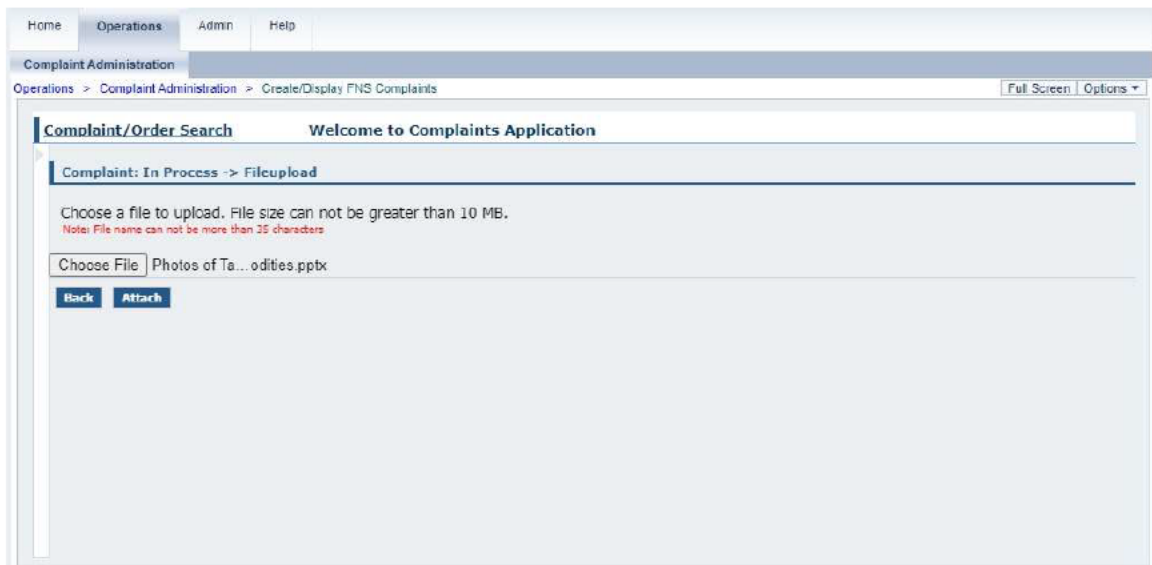 Home Operations Admin Help
Complaint Administration
Operations > Complaint Administration > Create/Display FNS Complaints Full Screen Options
Complaint/Order Search Welcome to Complaints Application
Complaint: In Process -> Fileupload
Choose a file to upload. File size can not be greater than 10 MB.
Note: File name can not be more than 35 characters
Choose File Photos of Ta...odities.pptx
Back Attach